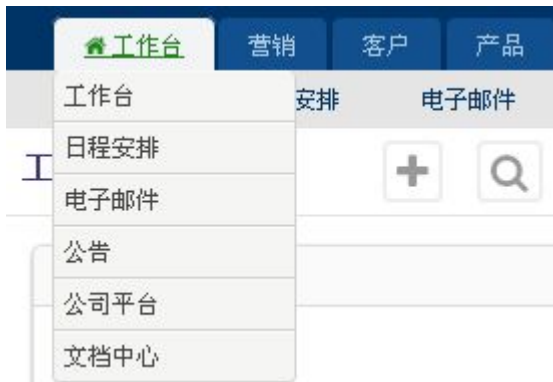 工作台 营销 客户 产品
工作台 安排 电子邮件
日程安排
工
电子邮件
公告
公司平台
文档中心